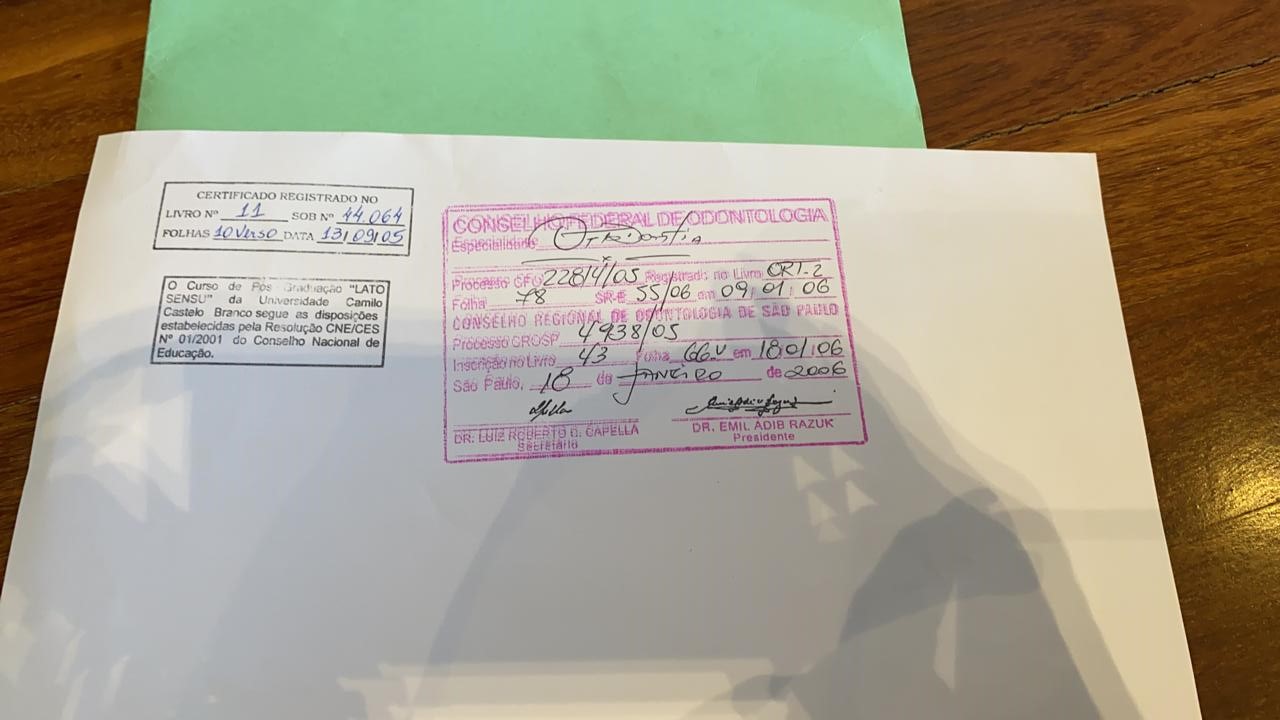 CERTIFICADO REGISTRADO NO
LIVRO Nº 11 SOB Nº 44.064
FOLHAS 10 Verso DATA 13/09/05
O Curso de Pós-Graduação "LATO
SENSU" da Universidade Camilo
Castelo Branco segue as disposições
estabelecidas pela Resolução CNE/CES
Nº 01/2001 do Conselho Nacional de
Educação.
CONSELHO FEDERAL DE ODONTOLOGIA
Especialidade Ortodontia
Processo CFO 22814/05 Registrado no Livro ORT-2
Folha 78 SR-E 55/06 em 09/01/06
CONSELHO REGIONAL DE ODONTOLOGIA DE SÃO PAULO
Processo CROSP 4938/05
Inscrição no Livro 43 Folha 66.v em 18/01/06
São Paulo, 18 de JANEIRO de 2006
DR. LUIZ ROBERTO C. CAPELLA
Secretário
DR. EMIL ADIB RAZUK
Presidente